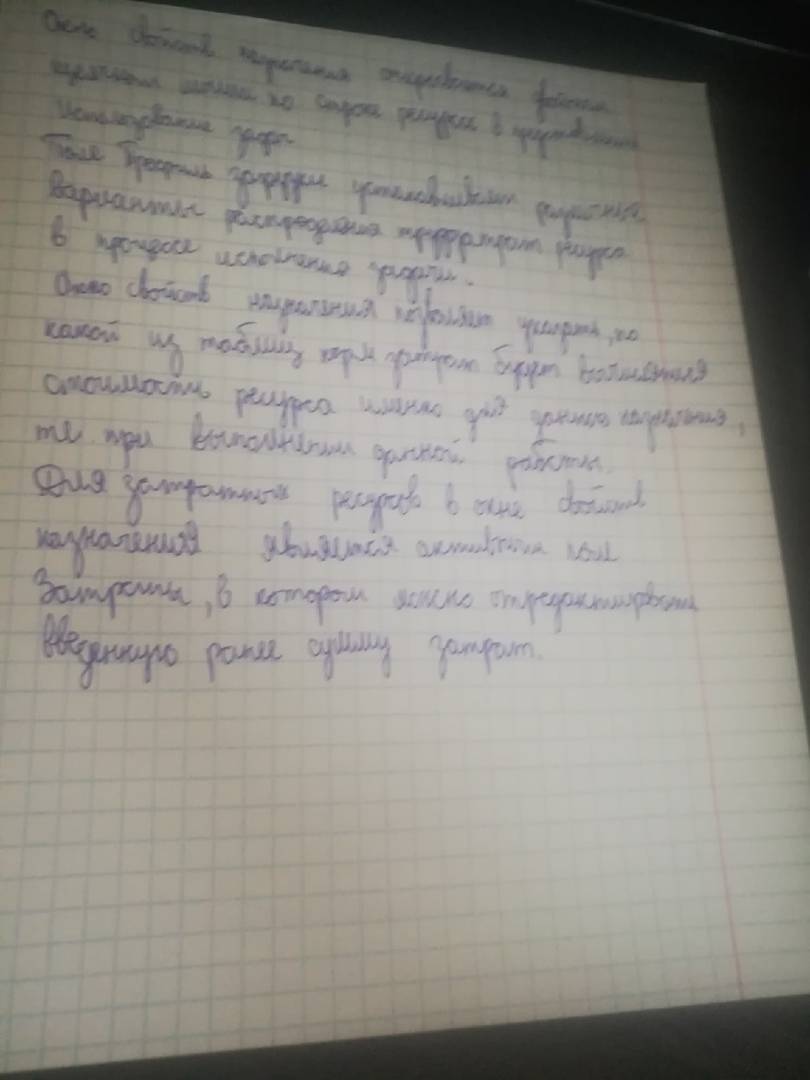 Окно свойств назначения открывается двойным
щелчком мыши по строке ресурса в представлении
Использование задач
Поле Профиль загрузки устанавливает различные
варианты распределения трудозатрат ресурса
в процессе исполнения задачи.
Окно свойств назначения позволяет указать, по
какой из таблиц норм затрат будет вычисляться
стоимость ресурса именно для данного назначения,
те. при выполнении данной работы.
Для затратных ресурсов в окне свойств
назначения является активным поле
Затраты, в котором можно отредактировать
введенную ранее сумму затрат.